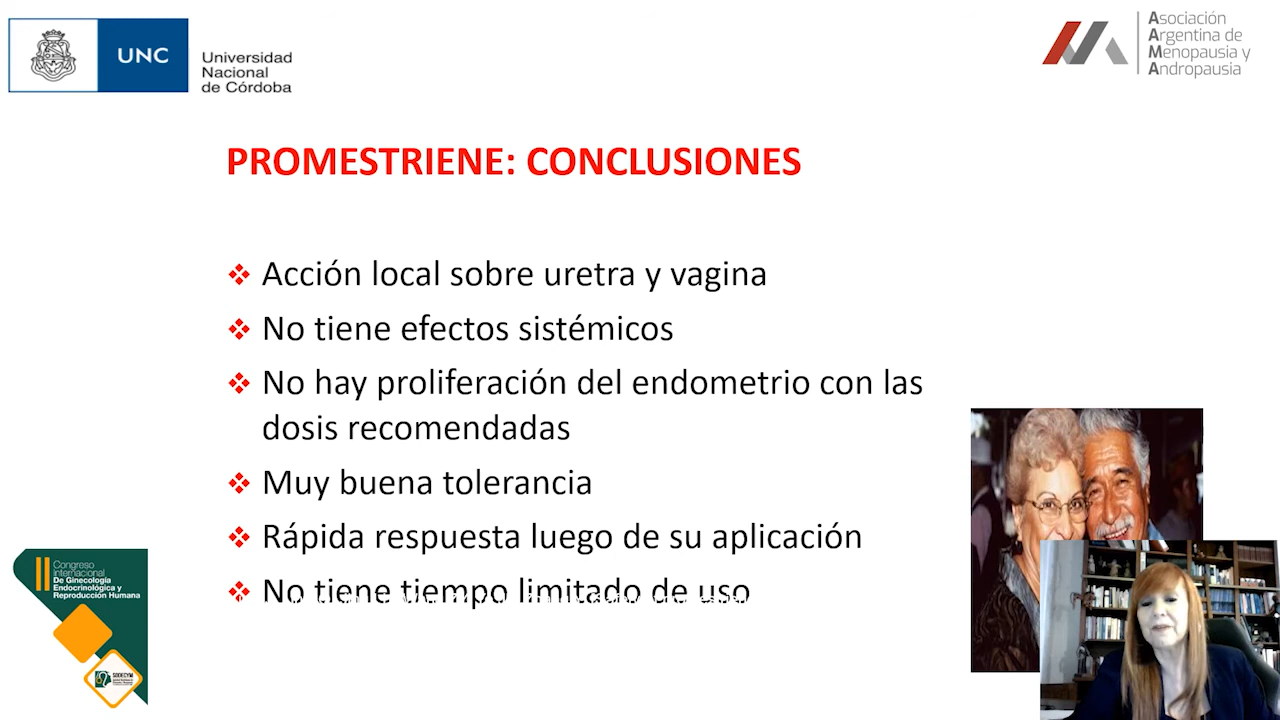 UNC
Universidad
Nacional
de Córdoba
Asociación
Argentina de
Menopausia y
Andropausia
PROMESTRIENE: CONCLUSIONES
❖ Acción local sobre uretra y vagina
❖ No tiene efectos sistémicos
❖ No hay proliferación del endometrio con las
dosis recomendadas
❖ Muy buena tolerancia
❖ Rápida respuesta luego de su aplicación
❖ No tiene tiempo limitado de uso
II Congreso
Internacional
De Ginecología
Endocrinológica y
Reproducción Humana
SODEGYM